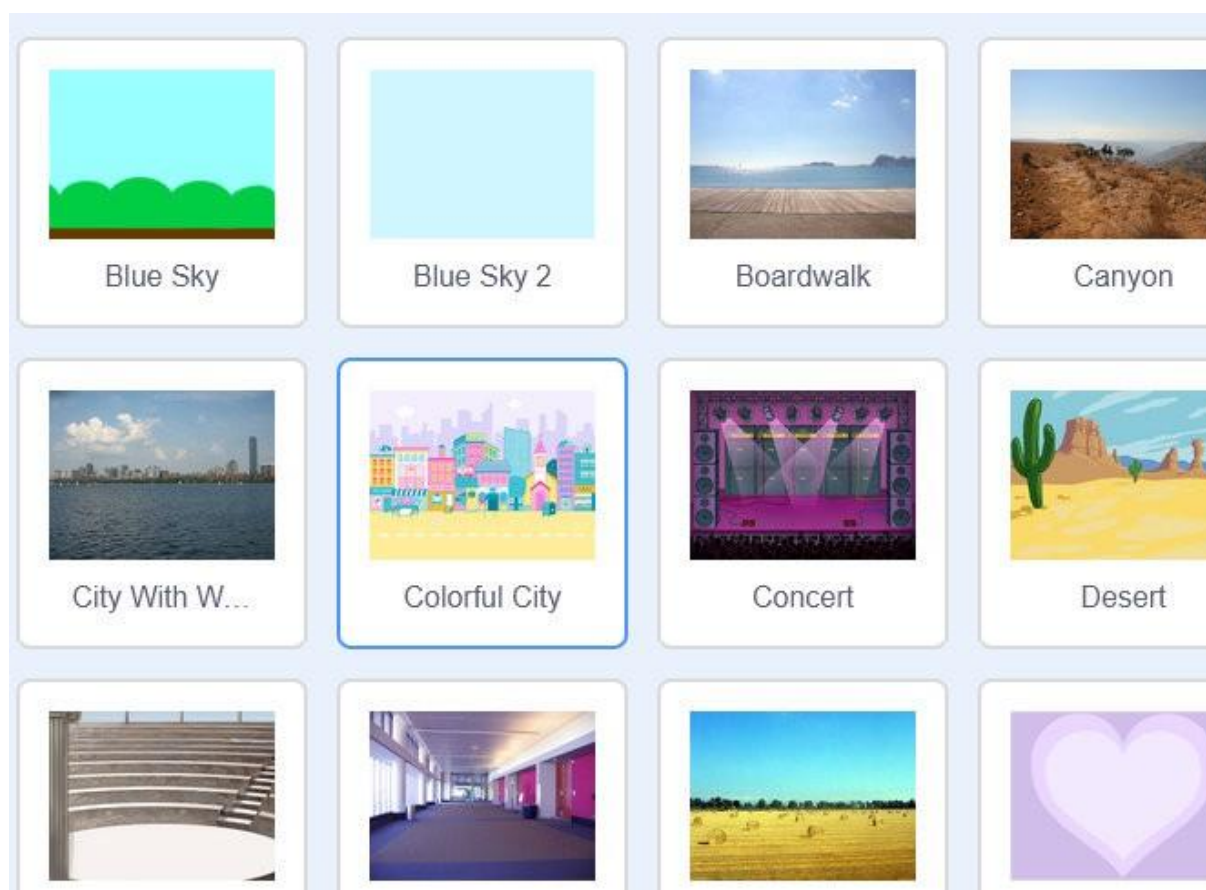 Blue Sky
Blue Sky 2
Boardwalk
Canyon
City With W...
Colorful City
Concert
Desert